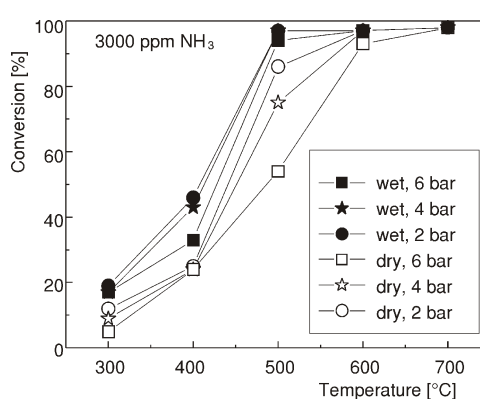 100
80
60
40
20
0
Conversion [%]
3000 ppm NH₃
wet, 6 bar
wet, 4 bar
wet, 2 bar
dry, 6 bar
dry, 4 bar
dry, 2 bar
300 400 500 600 700
Temperature [°C]